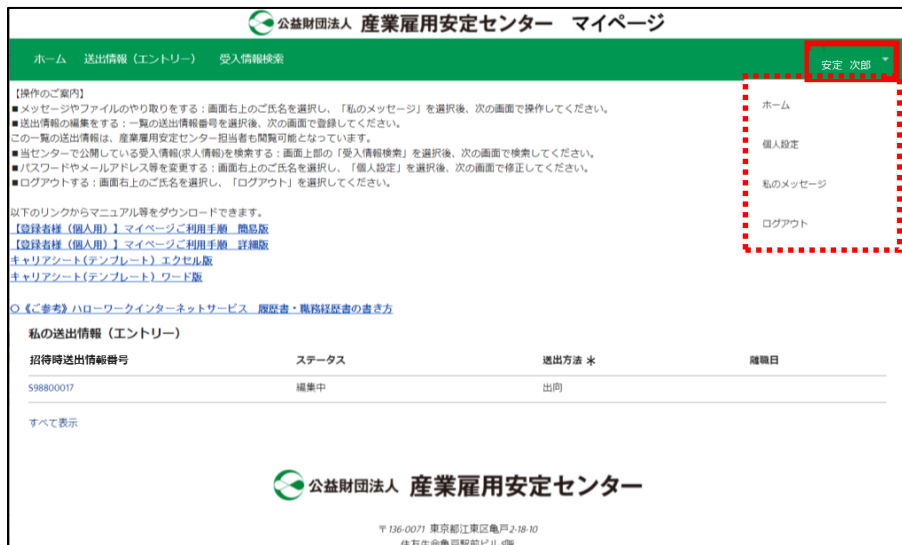 公益財団法人 産業雇用安定センター マイページ
ホーム 送出情報（エントリー） 受入情報検索 安定 次郎
【操作のご案内】
■メッセージやファイルのやり取りをする：画面右上のご氏名を選択し、「私のメッセージ」を選択後、次の画面で操作してください。
■送出情報の編集をする：一覧の送出情報番号を選択後、次の画面で登録してください。
この一覧の送出情報は、産業雇用安定センター担当者も閲覧可能となっています。
■当センターで公開している受入情報(求人情報)を検索する：画面上部の「受入情報検索」を選択後、次の画面で検索してください。
■パスワードやメールアドレス等を変更する：画面右上のご氏名を選択し、「個人設定」を選択後、次の画面で修正してください。
■ログアウトする：画面右上のご氏名を選択し、「ログアウト」を選択してください。
ホーム
個人設定
私のメッセージ
ログアウト
以下のリンクからマニュアル等をダウンロードできます。
【登録者様（個人用）】マイページご利用手順 簡易版
【登録者様（個人用）】マイページご利用手順 詳細版
キャリアシート(テンプレート) エクセル版
キャリアシート(テンプレート) ワード版
○《ご参考》ハローワークインターネットサービス 履歴書・職務経歴書の書き方
私の送出情報（エントリー）
招待時送出情報番号 ステータス 送出方法 ＊ 離職日
S98800017 編集中 出向
すべて表示
公益財団法人 産業雇用安定センター
〒136-0071 東京都江東区亀戸2-18-10
住友生命亀戸駅前ビル5階